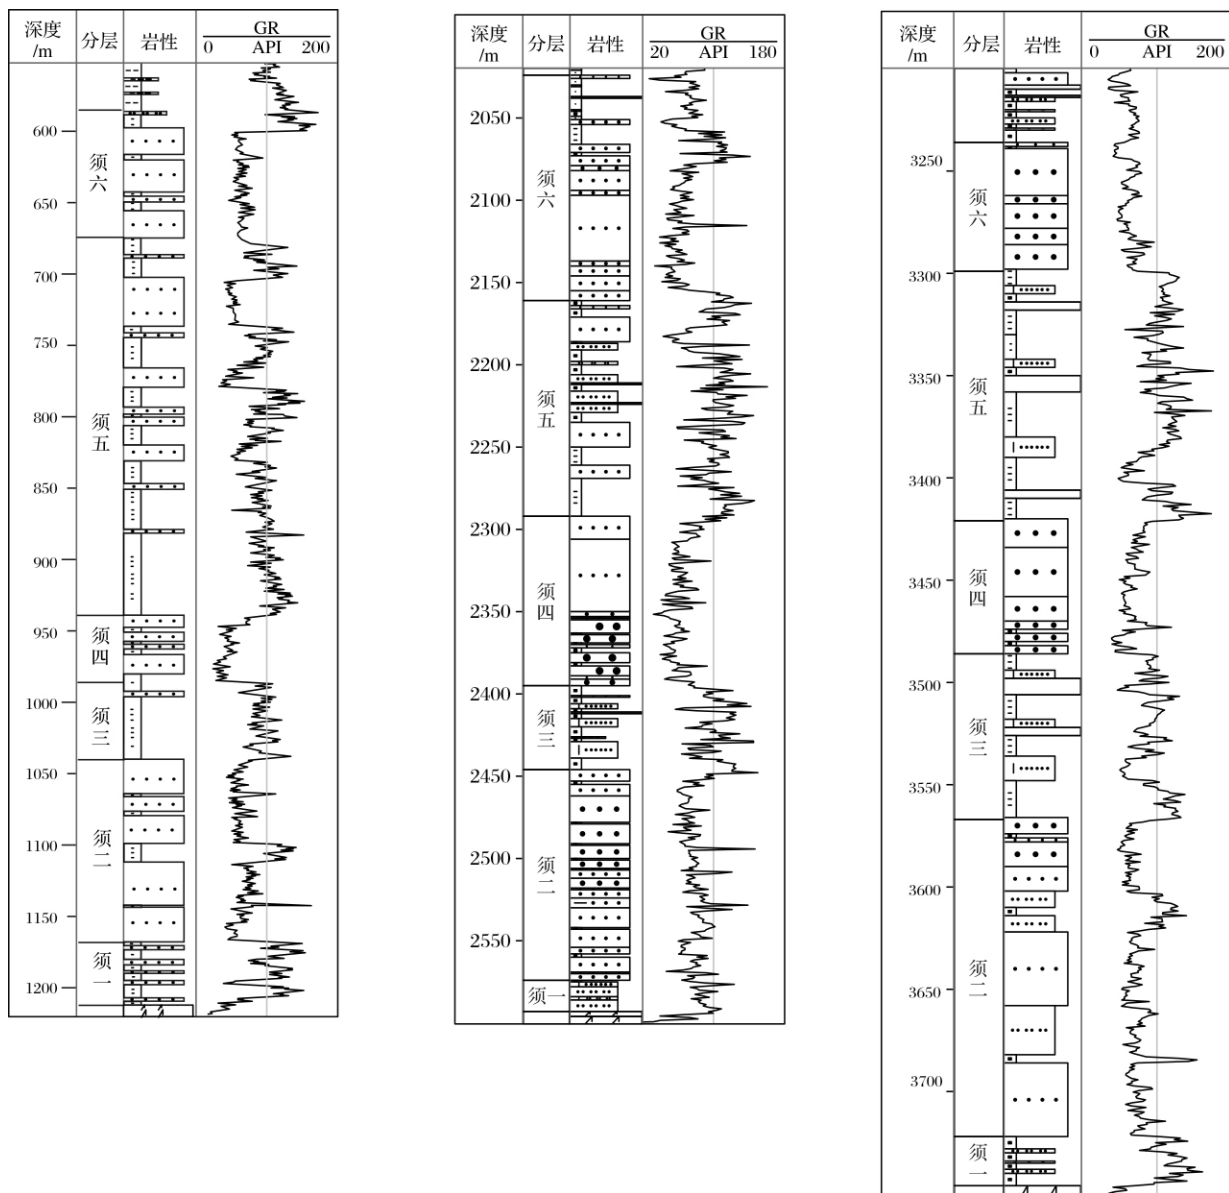 深度
/m
分层
岩性
GR
0 API 200
600
650
700
750
800
850
900
950
1000
1050
1100
1150
1200
须六
须五
须四
须三
须二
须一
深度
/m
分层
岩性
GR
20 API 180
2050
2100
2150
2200
2250
2300
2350
2400
2450
2500
2550
须六
须五
须四
须三
须二
须一
深度
/m
分层
岩性
GR
0 API 200
3250
3300
3350
3400
3450
3500
3550
3600
3650
3700
须六
须五
须四
须三
须二
须一